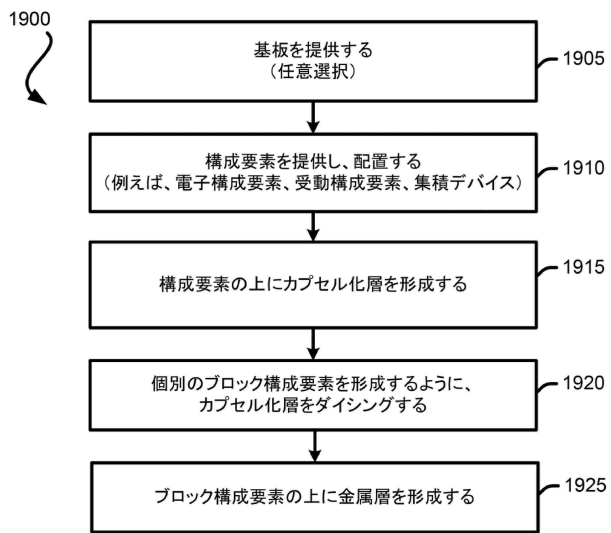 1900
基板を提供する
(任意選択)
1905
構成要素を提供し、配置する
(例えば、電子構成要素、受動構成要素、集積デバイス)
1910
構成要素の上にカプセル化層を形成する
1915
個別のブロック構成要素を形成するように、
カプセル化層をダイシングする
1920
ブロック構成要素の上に金属層を形成する
1925